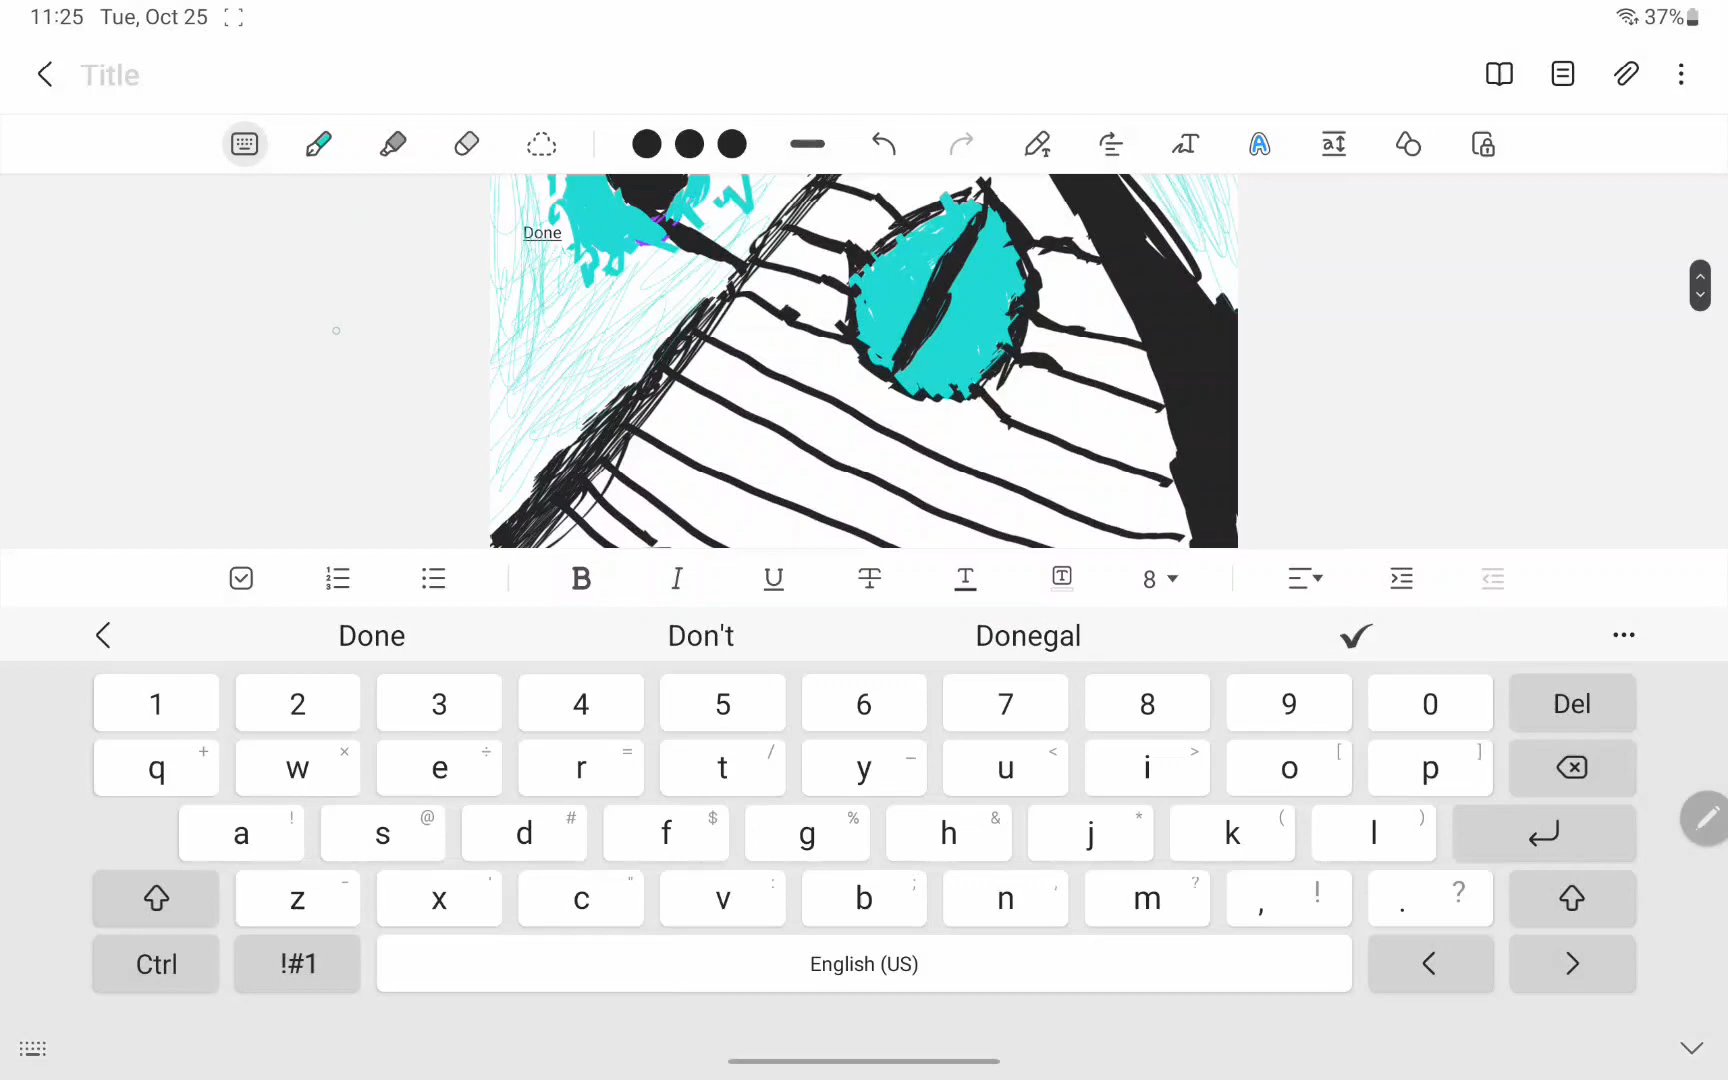 11:25 Tue, Oct 25 37%
Title
Done
B I U T T T 8
Done Don't Donegal
1 2 3 4 5 6 7 8 9 0 Del
q + w × e ÷ r = t / y _ u < i > o [ p ]
a ! s @ d # f $ g % h & j * k ( l )
z - x ' c " v : b ; n , m ? , ! . ?
Ctrl !#1 English (US) < >